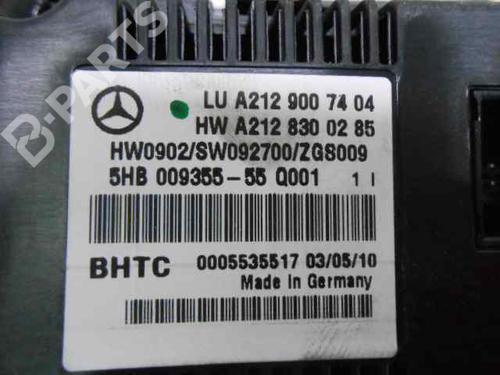 B-PARTS
LU A212 900 74 04
HW A212 830 02 85
HW0902/SW092700/ZGS009
5HB 009355-55 Q001 1 I
BHTC 0005535517 03/05/10
Made in Germany